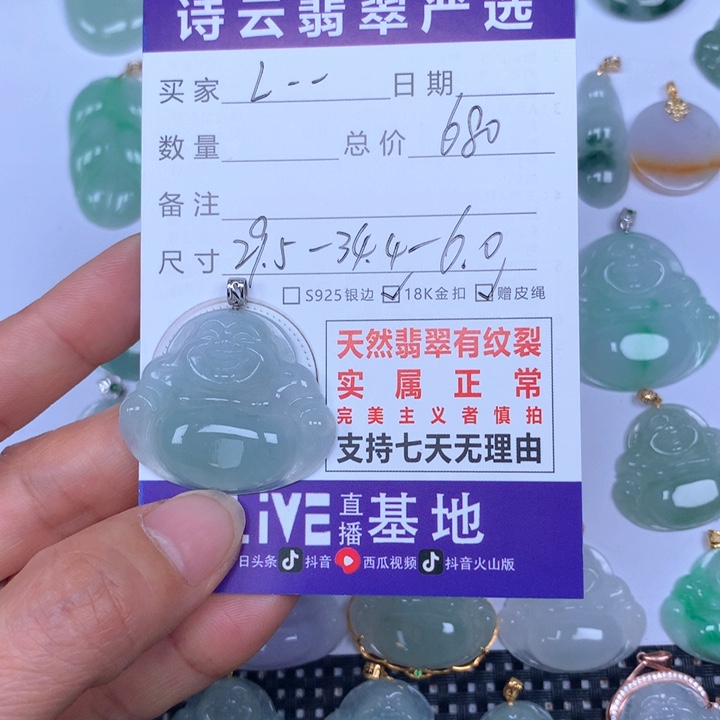 诗云翡翠严选
买家 L-- 日期
数量 总价 680
备注
尺寸 29.5-34.4-6.0
S925银边 18K金扣 赠皮绳
天然翡翠有纹裂
实属正常
完美主义者慎拍
支持七天无理由
LiVE 直播 基地
日头条 抖音 西瓜视频 抖音火山版